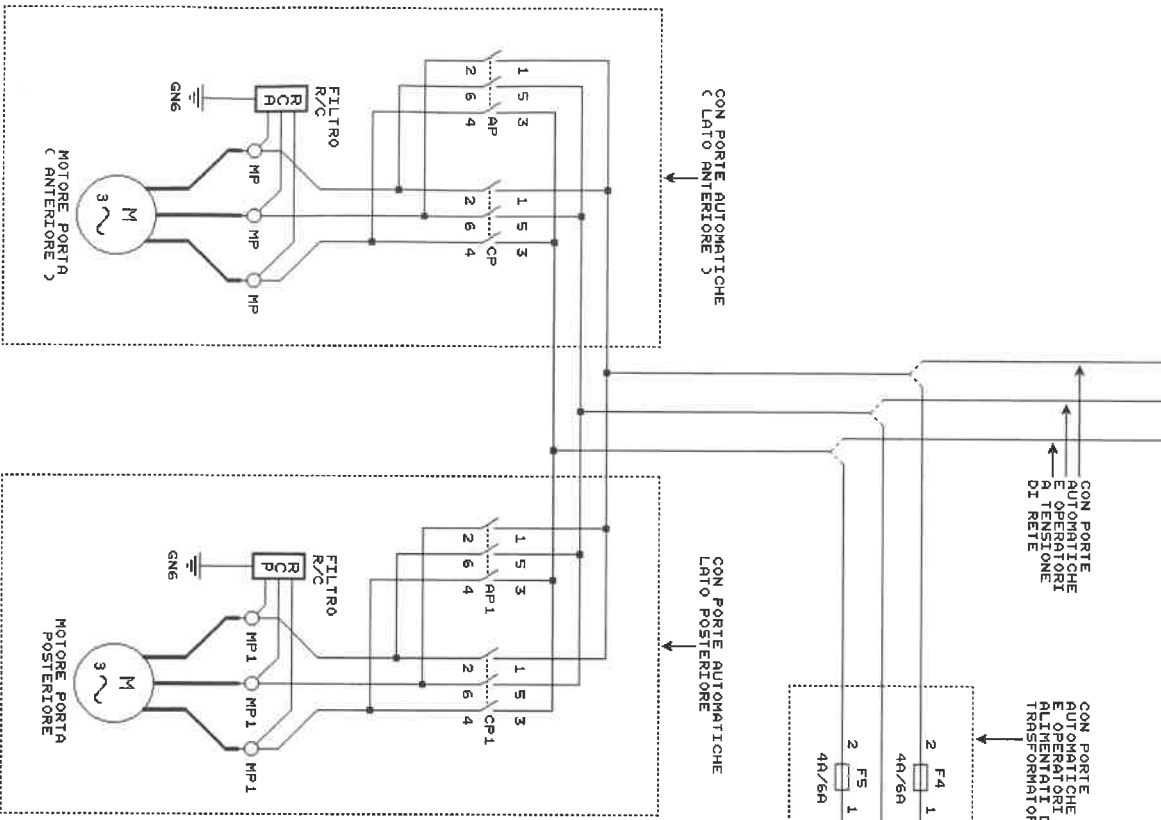 CON PORTE AUTOMATICHE
( LATO ANTERIORE )
1
5
3
2
6
4
AP
1
5
3
2
6
4
CP
FILTRO
R/C
RCA
GN6
MP
MP
MP
M
3
MOTORE PORTA
( ANTERIORE )
CON PORTE
AUTOMATICHE
E OPERATORI
A TENSIONE
DI RETE
CON PORTE AUTOMATICHE
LATO POSTERIORE
1
5
3
2
6
4
AP1
1
5
3
2
6
4
CP1
FILTRO
R/C
RCP
GN6
MP1
MP1
MP1
M
3
MOTORE PORTA
POSTERIORE
CON PORTE
AUTOMATICHE
E OPERATORI
ALIMENTATI
2
F4
4A/6A
1
2
F5
4A/6A
1